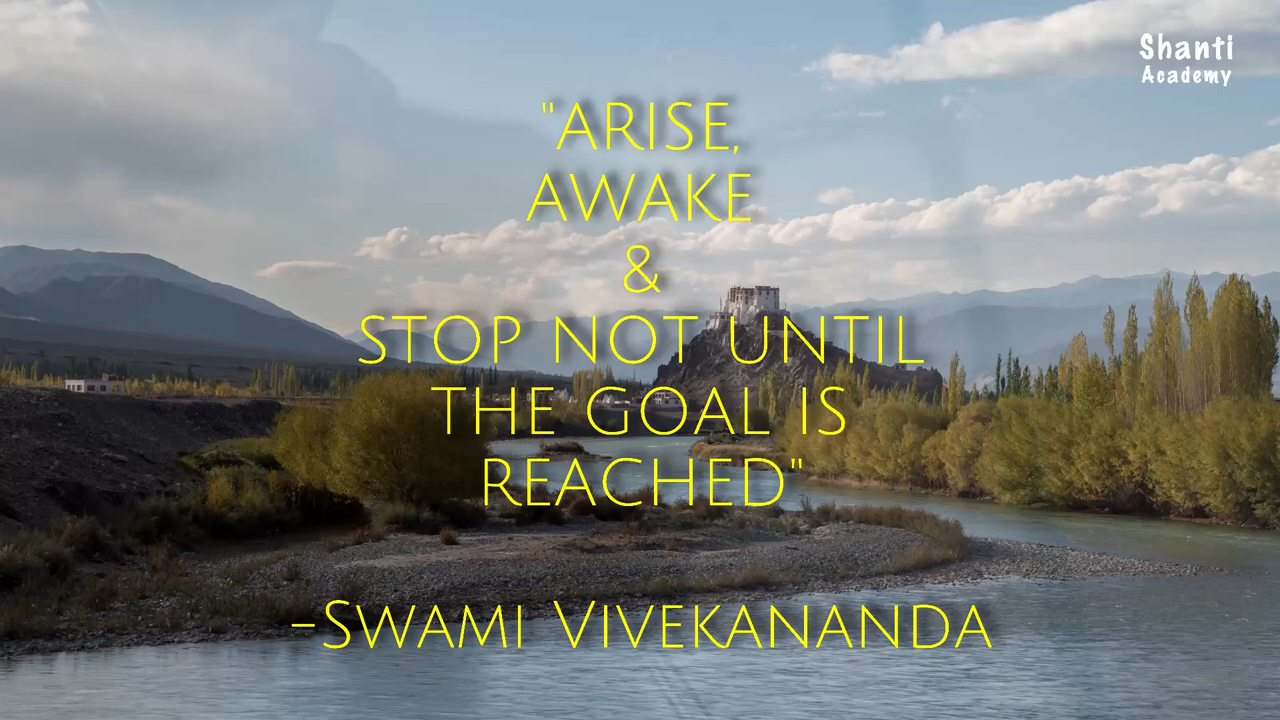 Shanti
Academy
"ARISE,
AWAKE
&
STOP NOT UNTIL
THE GOAL IS
REACHED"
-SWAMI VIVEKANANDA